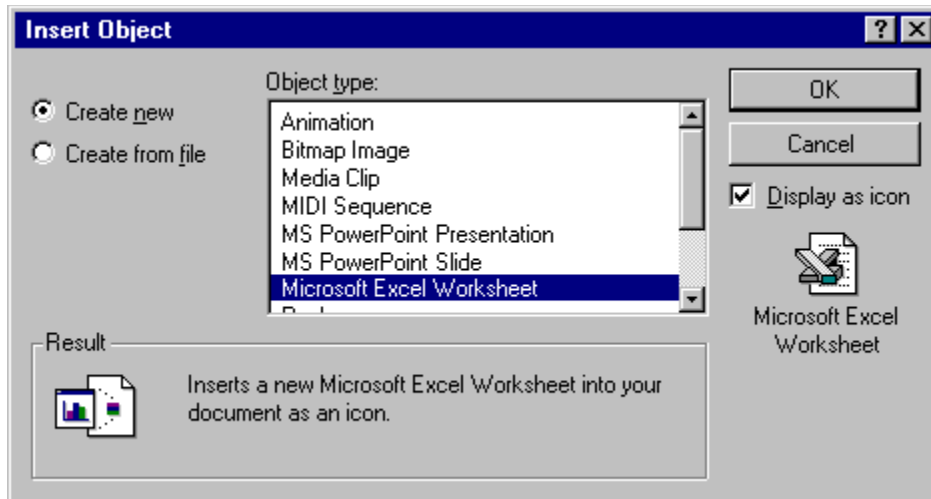 Insert Object
Create new
Create from file
Object type:
Animation
Bitmap Image
Media Clip
MIDI Sequence
MS PowerPoint Presentation
MS PowerPoint Slide
Microsoft Excel Worksheet
OK
Cancel
Display as icon
Microsoft Excel
Worksheet
Result
Inserts a new Microsoft Excel Worksheet into your
document as an icon.